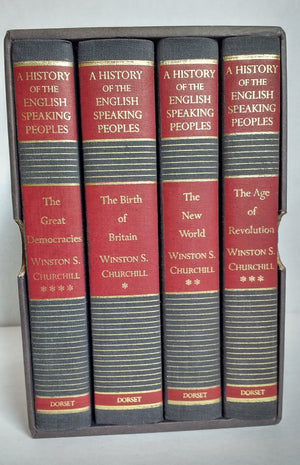 A HISTORY
OF THE
ENGLISH
SPEAKING
PEOPLES
The
Great
Democracies
WINSTON S.
CHURCHILL
****
DORSET
A HISTORY
OF THE
ENGLISH
SPEAKING
PEOPLES
The Birth
of
Britain
WINSTON S.
CHURCHILL
*
DORSET
A HISTORY
OF THE
ENGLISH
SPEAKING
PEOPLES
The
New
World
WINSTON S.
CHURCHILL
**
DORSET
A HISTORY
OF THE
ENGLISH
SPEAKING
PEOPLES
The Age
of
Revolution
WINSTON S.
CHURCHILL
***
DORSET